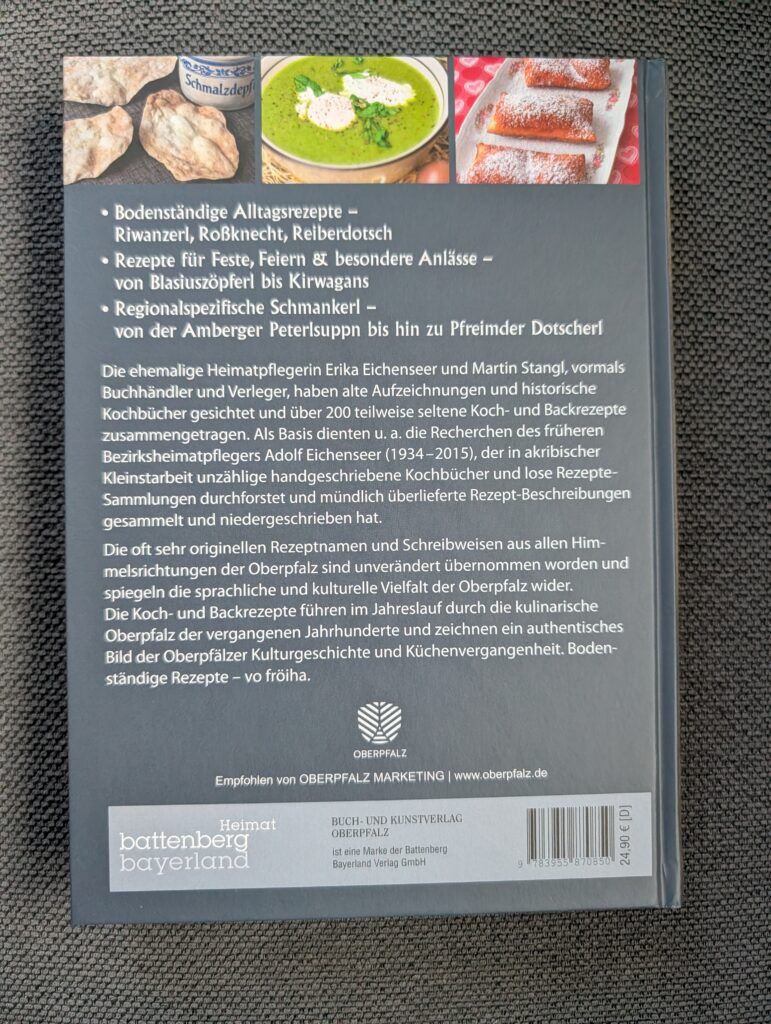 Schmalzdepf
• Bodenständige Alltagsrezepte –
Riwanzerl, Roßknecht, Reiberdotsch
• Rezepte für Feste, Feiern & besondere Anlässe –
von Blasiuszöpferl bis Kirwagans
• Regionalspezifische Schmankerl –
von der Amberger Peterlsuppn bis hin zu Pfreimder Dotscherl
Die ehemalige Heimatpflegerin Erika Eichenseer und Martin Stangl, vormals
Buchhändler und Verleger, haben alte Aufzeichnungen und historische
Kochbücher gesichtet und über 200 teilweise seltene Koch- und Backrezepte
zusammengetragen. Als Basis dienten u. a. die Recherchen des früheren
Bezirksheimatpflegers Adolf Eichenseer (1934–2015), der in akribischer
Kleinstarbeit unzählige handgeschriebene Kochbücher und lose Rezepte-
Sammlungen durchforstet und mündlich überlieferte Rezept-Beschreibungen
gesammelt und niedergeschrieben hat.
Die oft sehr originellen Rezeptnamen und Schreibweisen aus allen Him-
melsrichtungen der Oberpfalz sind unverändert übernommen worden und
spiegeln die sprachliche und kulturelle Vielfalt der Oberpfalz wider.
Die Koch- und Backrezepte führen im Jahreslauf durch die kulinarische
Oberpfalz der vergangenen Jahrhunderte und zeichnen ein authentisches
Bild der Oberpfälzer Kulturgeschichte und Küchenvergangenheit. Boden-
ständige Rezepte – vo fröiha.
OBERPFALZ
Empfohlen von OBERPFALZ MARKETING | www.oberpfalz.de
Heimat
battenberg
bayerland
BUCH- UND KUNSTVERLAG
OBERPFALZ
ist eine Marke der Battenberg
Bayerland Verlag GmbH
9 783955 870850
24,90 € [D]